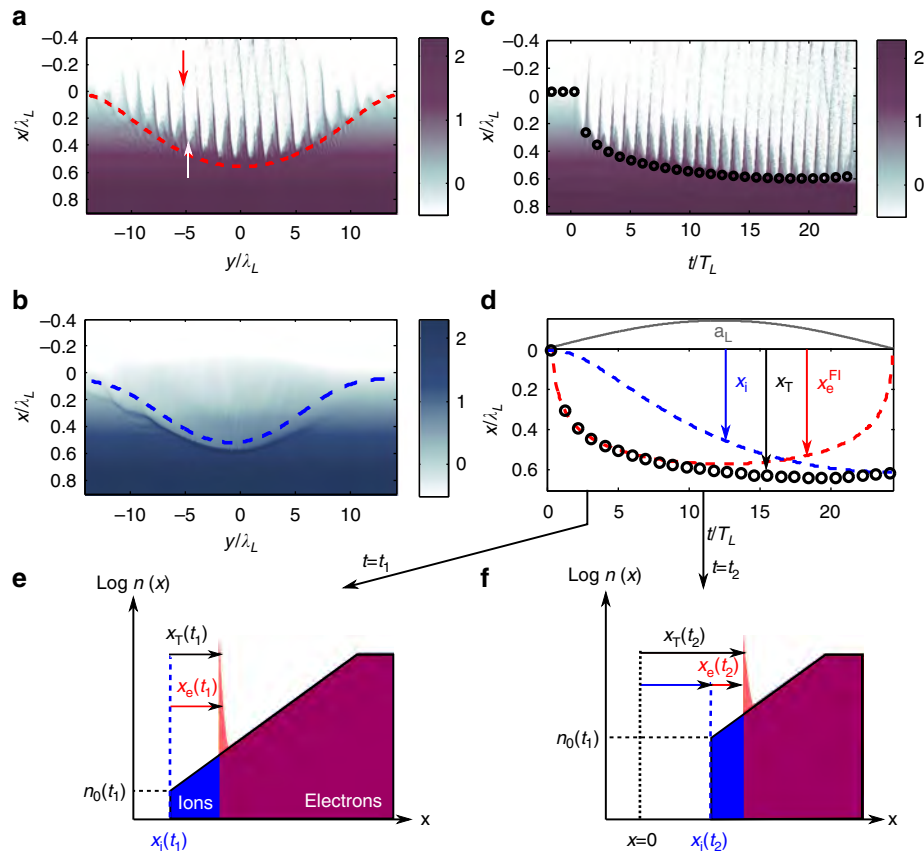 a
−0.4
−0.2
0
0.2
0.4
0.6
0.8
x/λL
−10
−5
0
5
10
y/λL
2
1
0
c
−0.4
−0.2
0
0.2
0.4
0.6
0.8
x/λL
0
5
10
15
20
t/TL
2
1
0
b
−0.4
−0.2
0
0.2
0.4
0.6
0.8
x/λL
−10
−5
0
5
10
y/λL
2
1
0
d
aL
0
0.2
0.4
0.6
x/λL
xi
xT
xeFI
0
5
10
15
20
t/TL
t=t1
t=t2
e
Log n (x)
xT(t1)
xe(t1)
n0(t1)
Ions
Electrons
x
xi(t1)
f
Log n (x)
xT(t2)
xe(t2)
n0(t1)
x
x=0
xi(t2)